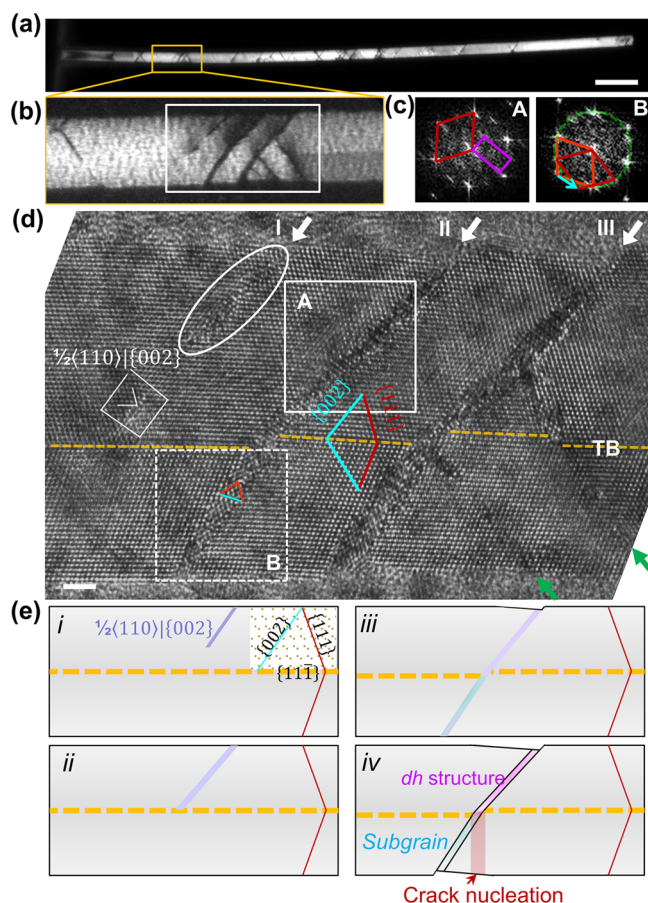 (a)
(b)
(c)
A
B
(d)
I
II
III
A
½⟨110⟩|{002}
{002}
{111}
TB
B
(e)
i
½⟨110⟩|{002}
{002}
{111}
{111̄}
iii
ii
iv
dh structure
Subgrain
Crack nucleation